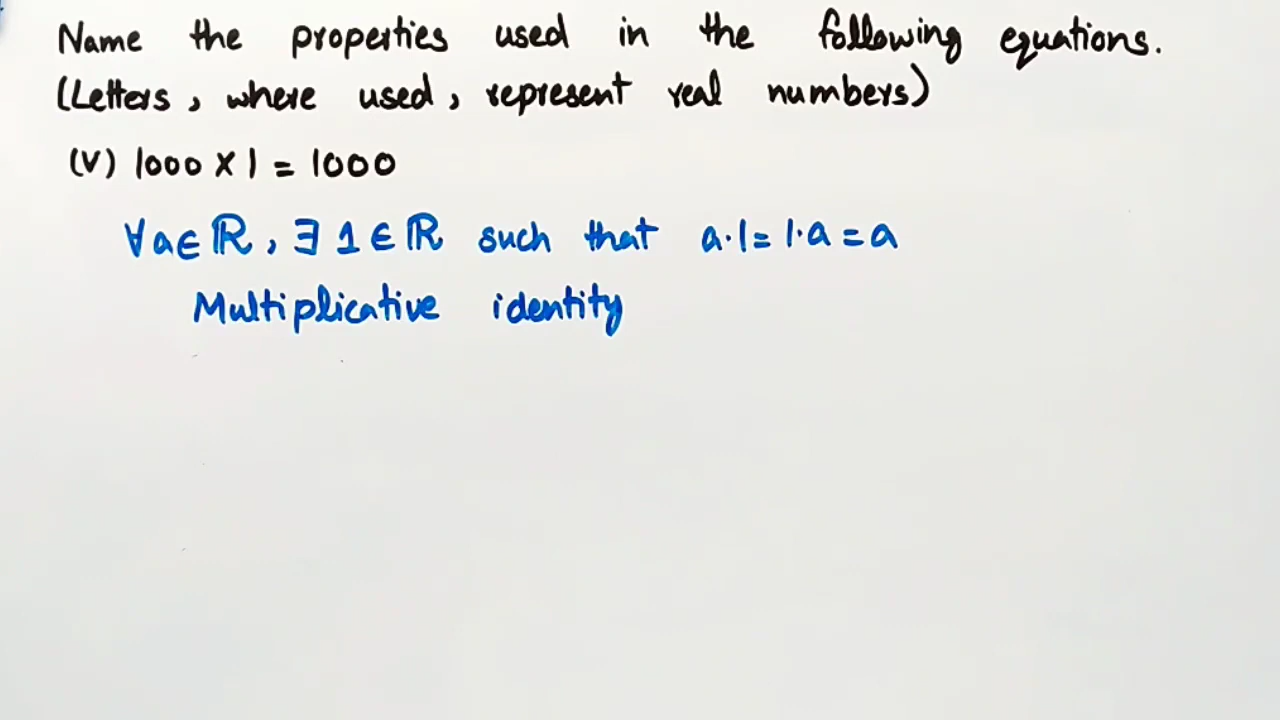 Name the properties used in the following equations.
(Letters, where used, represent real numbers)
(V) 1000 × 1 = 1000
∀a∈ℝ, ∃ 1∈ℝ such that a·1=1·a=a
Multiplicative identity